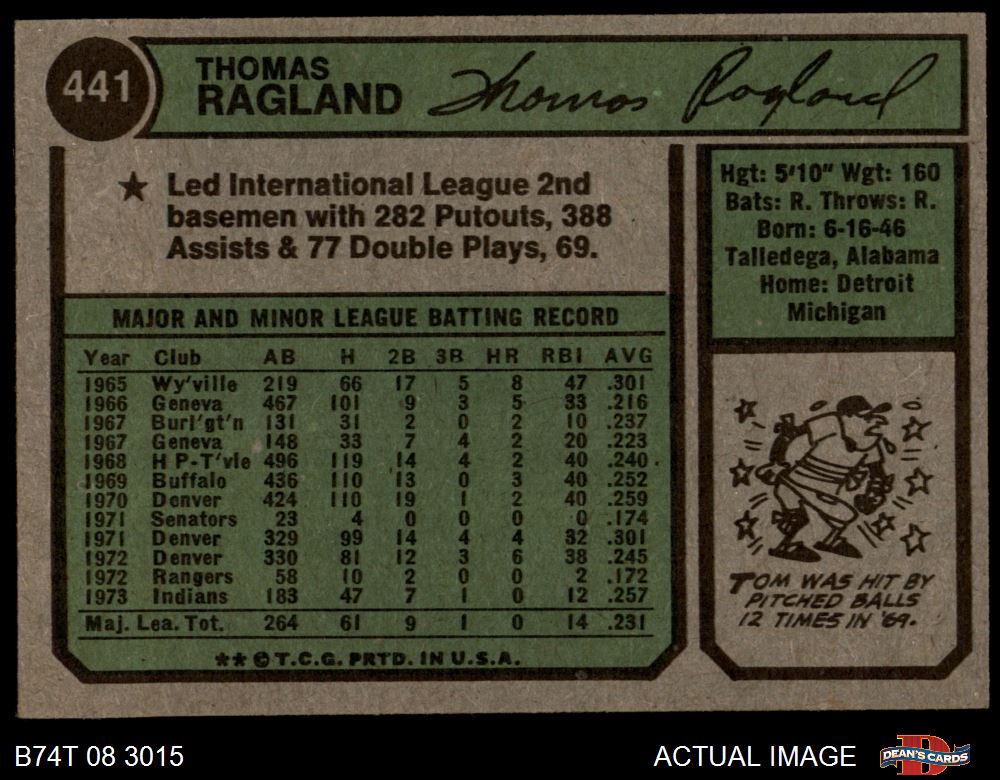 441
THOMAS
RAGLAND
Thomas Ragland
★ Led International League 2nd
basemen with 282 Putouts, 388
Assists & 77 Double Plays, 69.
MAJOR AND MINOR LEAGUE BATTING RECORD
Year Club AB H 2B 3B HR RBI AVG
1965 Wy'ville 219 66 17 5 8 47 .301
1966 Geneva 467 101 9 3 5 33 .216
1967 Burl'gt'n 131 31 2 0 2 10 .237
1967 Geneva 148 33 7 4 2 20 .223
1968 H P-T'vle 496 119 14 4 2 40 .240
1969 Buffalo 436 110 13 0 3 40 .252
1970 Denver 424 110 19 1 2 40 .259
1971 Senators 23 4 0 0 0 0 .174
1971 Denver 329 99 14 4 4 32 .301
1972 Denver 330 81 12 3 6 38 .245
1972 Rangers 58 10 2 0 0 2 .172
1973 Indians 183 47 7 1 0 12 .257
Maj. Lea. Tot. 264 61 9 1 0 14 .231
★★ © T.C.G. PRTD. IN U.S.A.
Hgt: 5'10" Wgt: 160
Bats: R. Throws: R.
Born: 6-16-46
Talledega, Alabama
Home: Detroit
Michigan
TOM WAS HIT BY
PITCHED BALLS
12 TIMES IN '69.
B74T 08 3015
ACTUAL IMAGE
DEAN'S CARDS